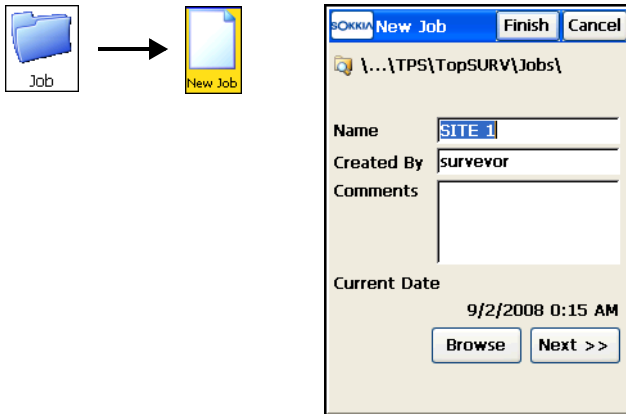 Job
New Job
SOKKIA New Job Finish Cancel
\...\TPS\TopSURV\Jobs\
Name SITE 1
Created By surveyor
Comments
Current Date
9/2/2008 0:15 AM
Browse Next >>